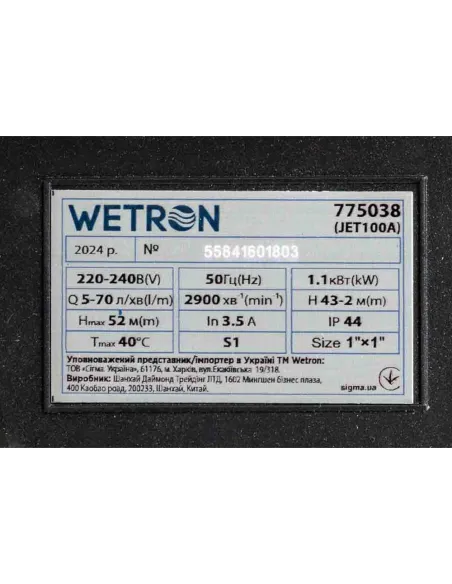 WETRON 775038
(JET100A)
2024 р. № 55841601803
220-240В(V) 50Гц(Hz) 1.1кВт(kW)
Q 5-70 л/хв(l/m) 2900 хв⁻¹(min⁻¹) H 43-2 м(m)
Hmax 52 м(m) In 3.5 A IP 44
Tmax 40°C S1 Size 1"×1"
Уповноважений представник/імпортер в Україні ТМ Wetron:
ТОВ «Сігма Україна», 61176, м. Харків, вул.Енакіївська 19/318.
Виробник: Шанхай Даймонд Трейдінг ЛТД, 1602 Мингшен бізнес плаза,
400 Каобао роад, 200233, Шанхай, Китай.
sigma.ua